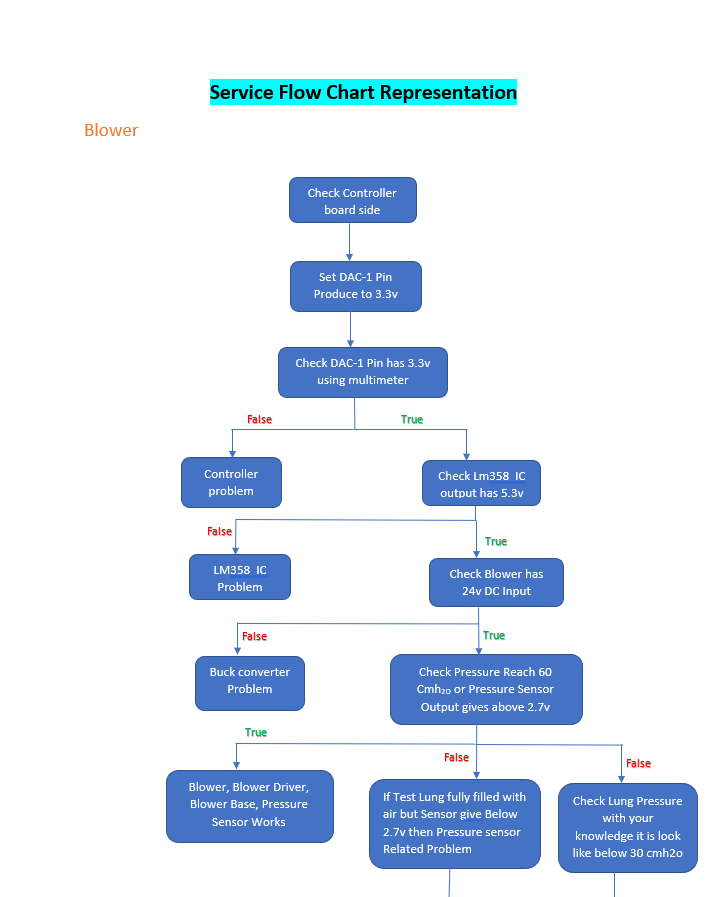 Service Flow Chart Representation
Blower
Check Controller
board side
Set DAC-1 Pin
Produce to 3.3v
Check DAC-1 Pin has 3.3v
using multimeter
False
True
Controller
problem
Check Lm358 IC
output has 5.3v
False
True
LM358 IC
Problem
Check Blower has
24v DC Input
False
True
Buck converter
Problem
Check Pressure Reach 60
Cmh₂₀ or Pressure Sensor
Output gives above 2.7v
True
False
False
Blower, Blower Driver,
Blower Base, Pressure
Sensor Works
If Test Lung fully filled with
air but Sensor give Below
2.7v then Pressure sensor
Related Problem
Check Lung Pressure
with your
knowledge it is look
like below 30 cmh2o